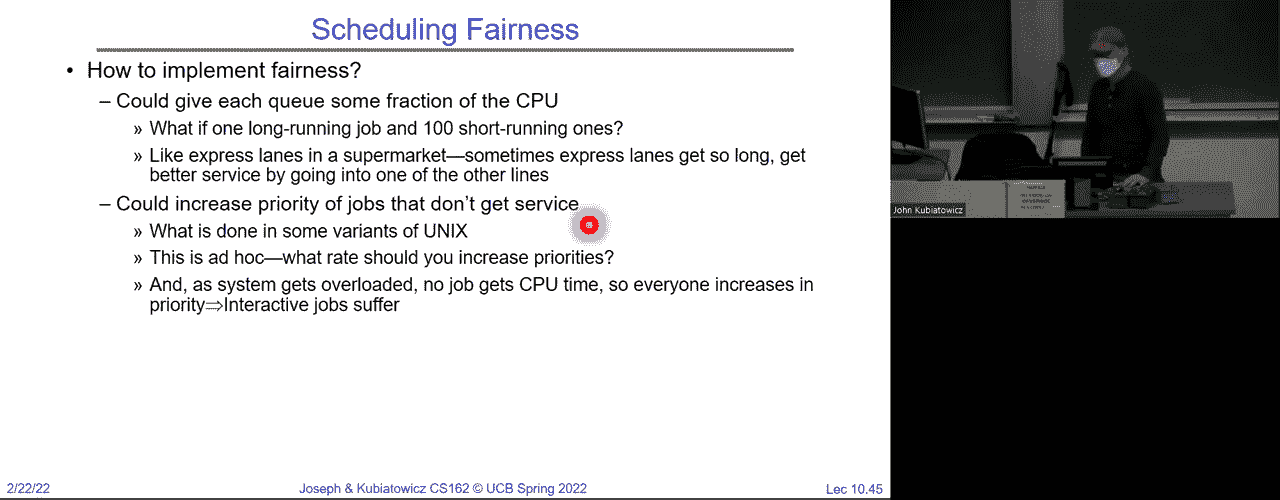 Scheduling Fairness
• How to implement fairness?
– Could give each queue some fraction of the CPU
» What if one long-running job and 100 short-running ones?
» Like express lanes in a supermarket—sometimes express lanes get so long, get
better service by going into one of the other lines
– Could increase priority of jobs that don’t get service
» What is done in some variants of UNIX
» This is ad hoc—what rate should you increase priorities?
» And, as system gets overloaded, no job gets CPU time, so everyone increases in
priority⇒Interactive jobs suffer
2/22/22
Joseph & Kubiatowicz CS162 © UCB Spring 2022
Lec 10.45
John Kubiatowicz